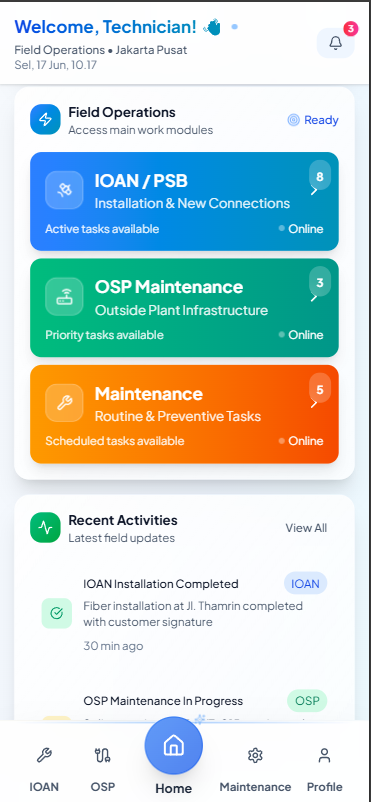 Welcome, Technician!
3
Field Operations • Jakarta Pusat
Sel, 17 Jun, 10.17
Field Operations
Access main work modules
Ready
IOAN / PSB
8
Installation & New Connections
Active tasks available
Online
OSP Maintenance
3
Outside Plant Infrastructure
Priority tasks available
Online
Maintenance
5
Routine & Preventive Tasks
Scheduled tasks available
Online
Recent Activities
Latest field updates
View All
IOAN Installation Completed
IOAN
Fiber installation at Jl. Thamrin completed
with customer signature
30 min ago
OSP Maintenance In Progress
OSP
IOAN
OSP
Home
Maintenance
Profile